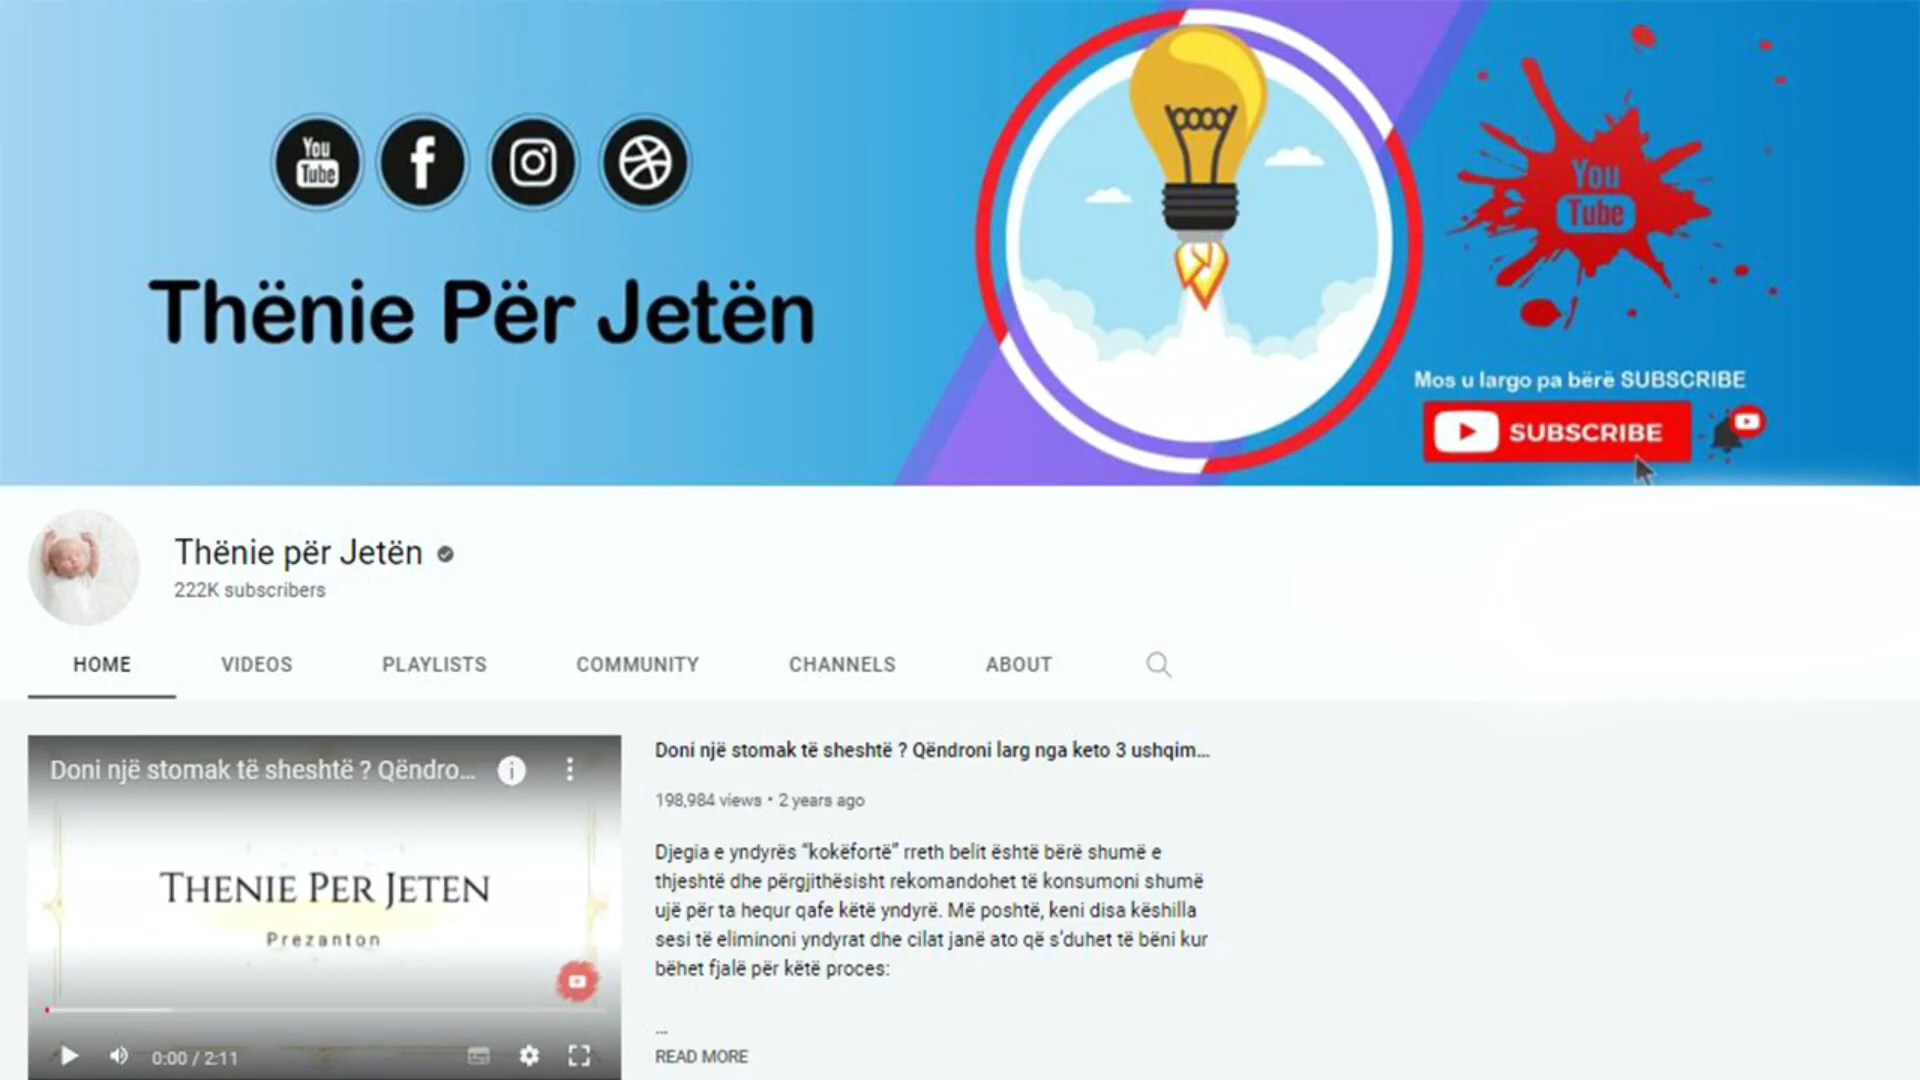 You
Tube
Thënie Për Jetën
You
Tube
Mos u largo pa bërë SUBSCRIBE
SUBSCRIBE
Thënie për Jetën
222K subscribers
HOME VIDEOS PLAYLISTS COMMUNITY CHANNELS ABOUT
Doni një stomak të sheshtë ? Qëndro...
THENIE PER JETEN
Prezanton
0:00 / 2:11
Doni një stomak të sheshtë ? Qëndroni larg nga keto 3 ushqim...
198,984 views • 2 years ago
Djegia e yndyrës “kokëfortë” rreth belit është bërë shumë e
thjeshtë dhe përgjithësisht rekomandohet të konsumoni shumë
ujë për ta hequr qafe këtë yndyrë. Më poshtë, keni disa këshilla
sesi të eliminoni yndyrat dhe cilat janë ato që s'duhet të bëni kur
bëhet fjalë për këtë proces:
...
READ MORE